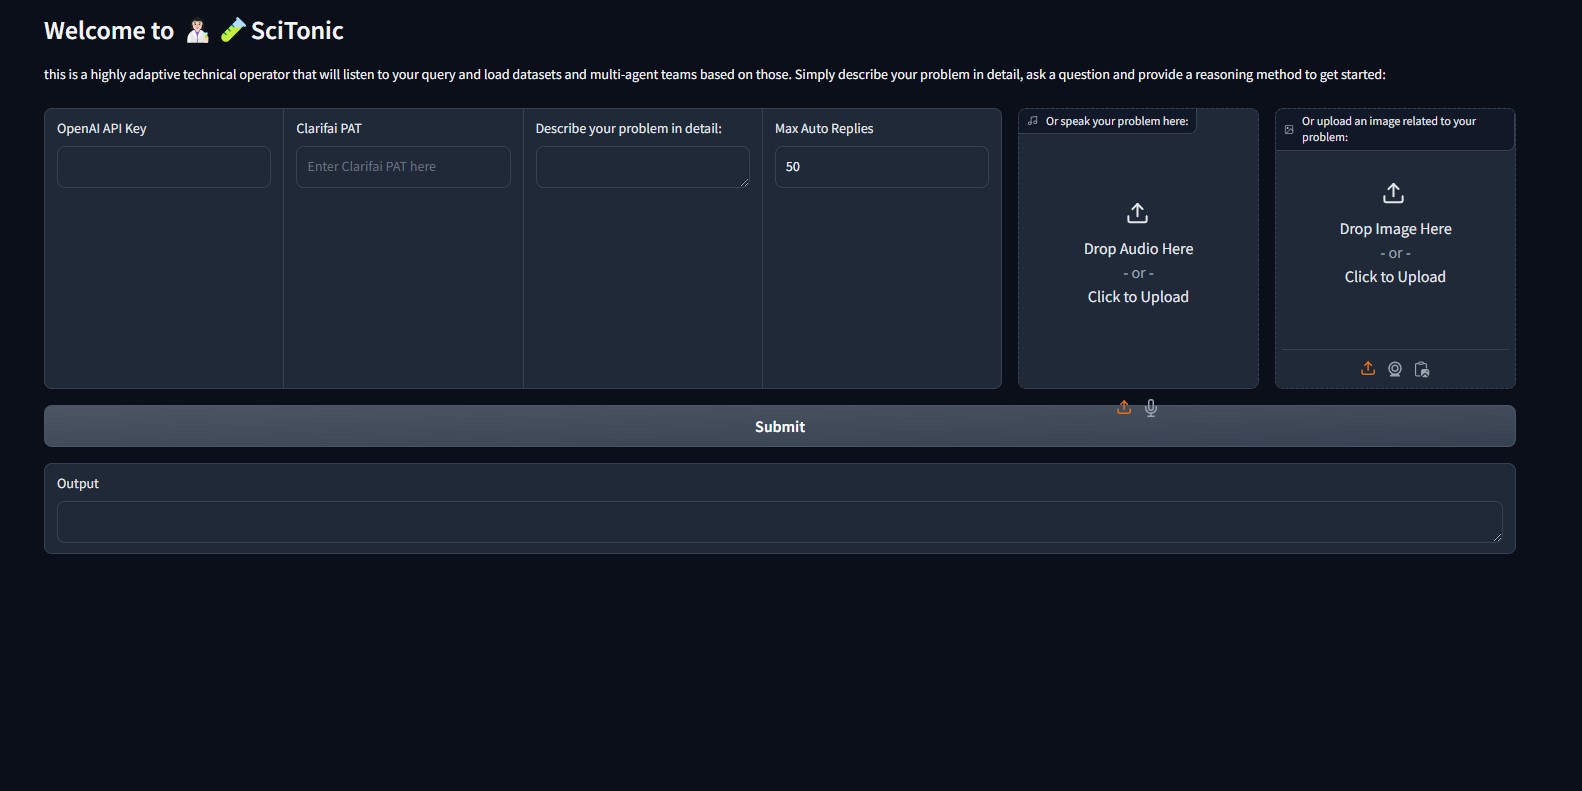 Welcome to 👨🏻‍🔬 🧪 SciTonic
this is a highly adaptive technical operator that will listen to your query and load datasets and multi-agent teams based on those. Simply describe your problem in detail, ask a question and provide a reasoning method to get started:
OpenAI API Key
Clarifai PAT
Enter Clarifai PAT here
Describe your problem in detail:
Max Auto Replies
50
Or speak your problem here:
Drop Audio Here
- or -
Click to Upload
Or upload an image related to your
problem:
Drop Image Here
- or -
Click to Upload
Submit
Output